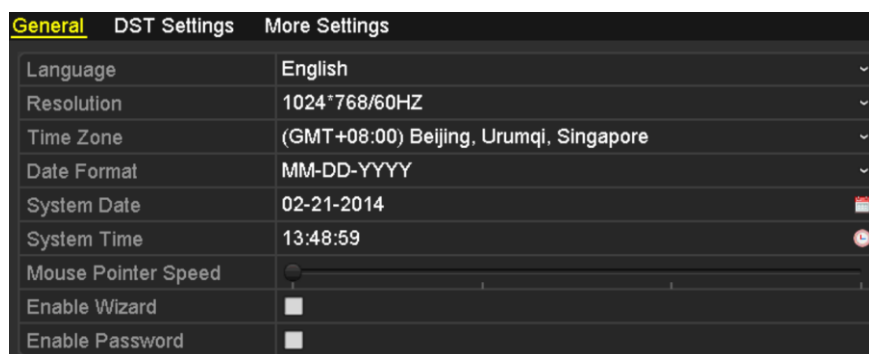 General DST Settings More Settings
Language English
Resolution 1024*768/60HZ
Time Zone (GMT+08:00) Beijing, Urumqi, Singapore
Date Format MM-DD-YYYY
System Date 02-21-2014
System Time 13:48:59
Mouse Pointer Speed
Enable Wizard
Enable Password